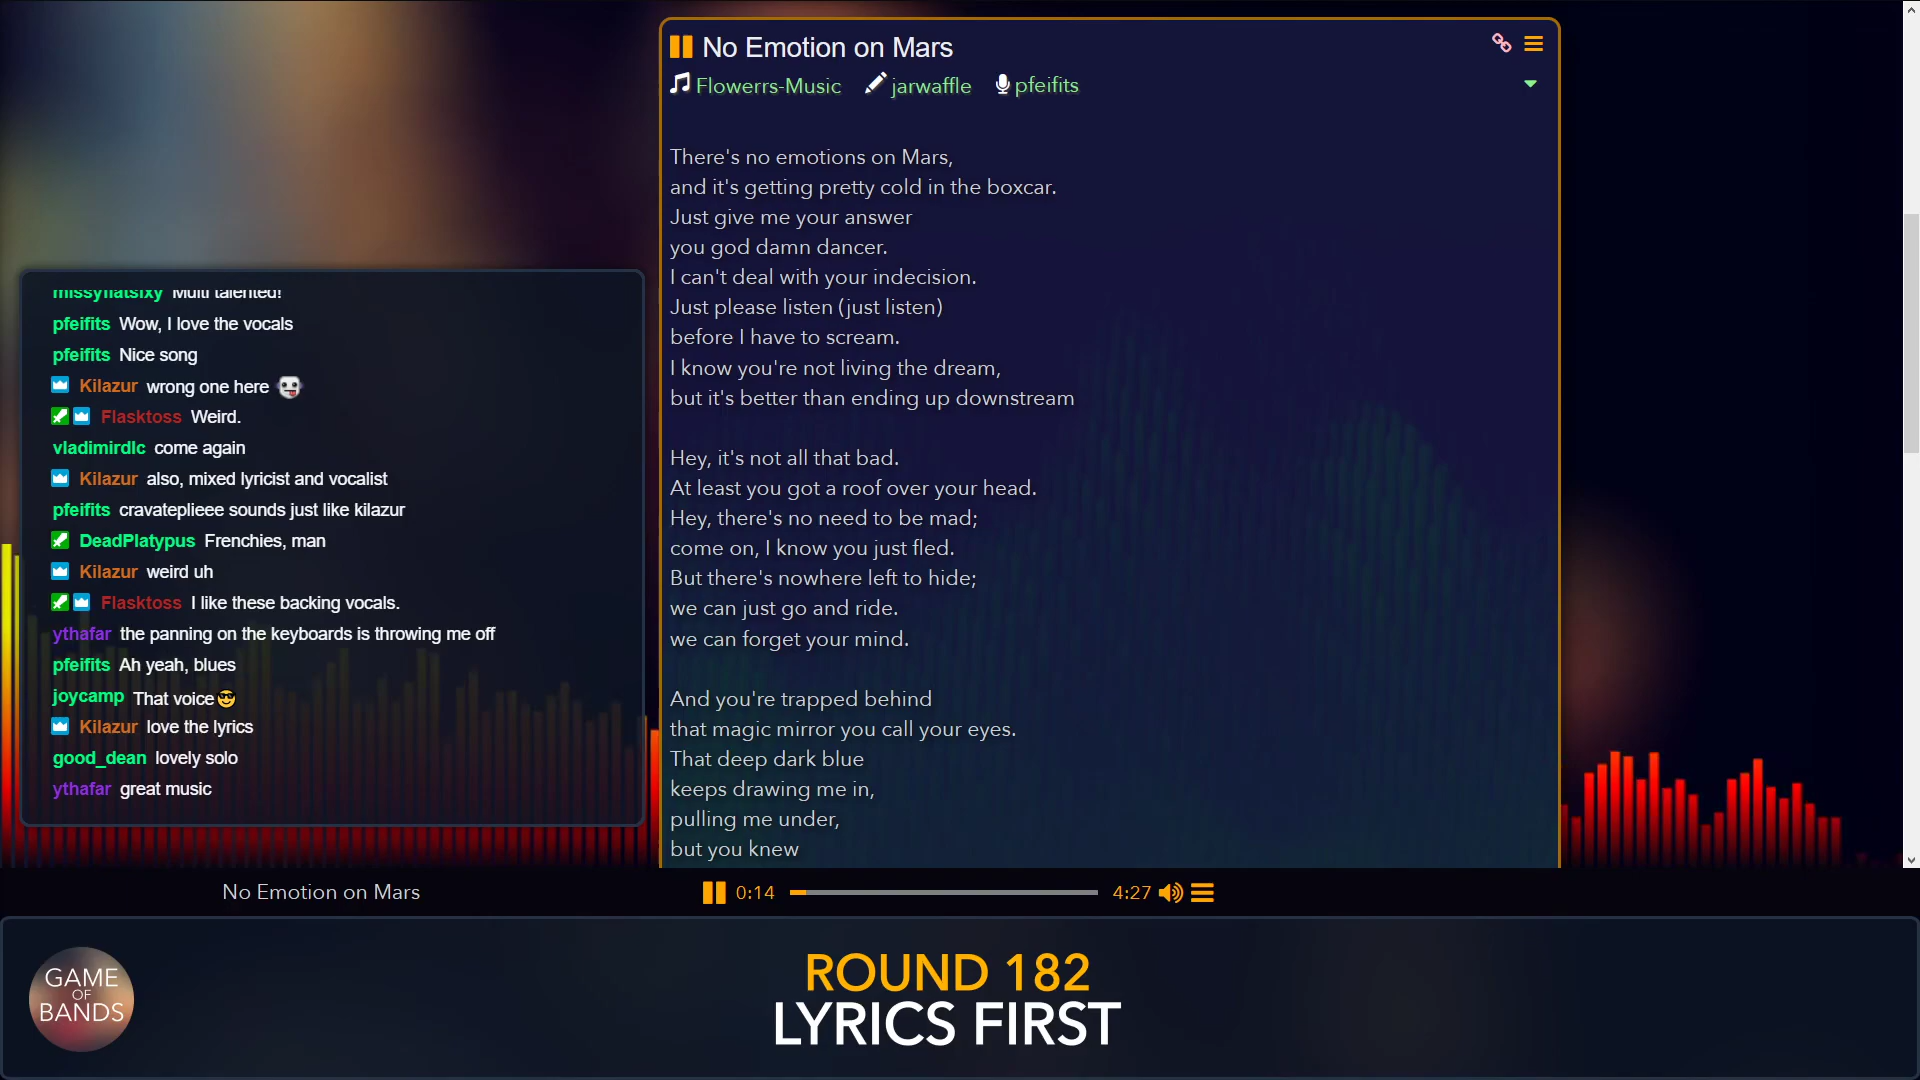 No Emotion on Mars
Flowerrs-Music jarwaffle pfeifits
There's no emotions on Mars,
and it's getting pretty cold in the boxcar.
Just give me your answer
you god damn dancer.
I can't deal with your indecision.
Just please listen (just listen)
before I have to scream.
I know you're not living the dream,
but it's better than ending up downstream
Hey, it's not all that bad.
At least you got a roof over your head.
Hey, there's no need to be mad;
come on, I know you just fled.
But there's nowhere left to hide;
we can just go and ride.
we can forget your mind.
And you're trapped behind
that magic mirror you call your eyes.
That deep dark blue
keeps drawing me in,
pulling me under,
but you knew
missyflatsixy Multi talented!
pfeifits Wow, I love the vocals
pfeifits Nice song
Kilazur wrong one here
Flasktoss Weird.
vladimirdlc come again
Kilazur also, mixed lyricist and vocalist
pfeifits cravateplieee sounds just like kilazur
DeadPlatypus Frenchies, man
Kilazur weird uh
Flasktoss I like these backing vocals.
ythafar the panning on the keyboards is throwing me off
pfeifits Ah yeah, blues
joycamp That voice
Kilazur love the lyrics
good_dean lovely solo
ythafar great music
No Emotion on Mars
0:14 4:27
GAME
OF
BANDS
ROUND 182
LYRICS FIRST